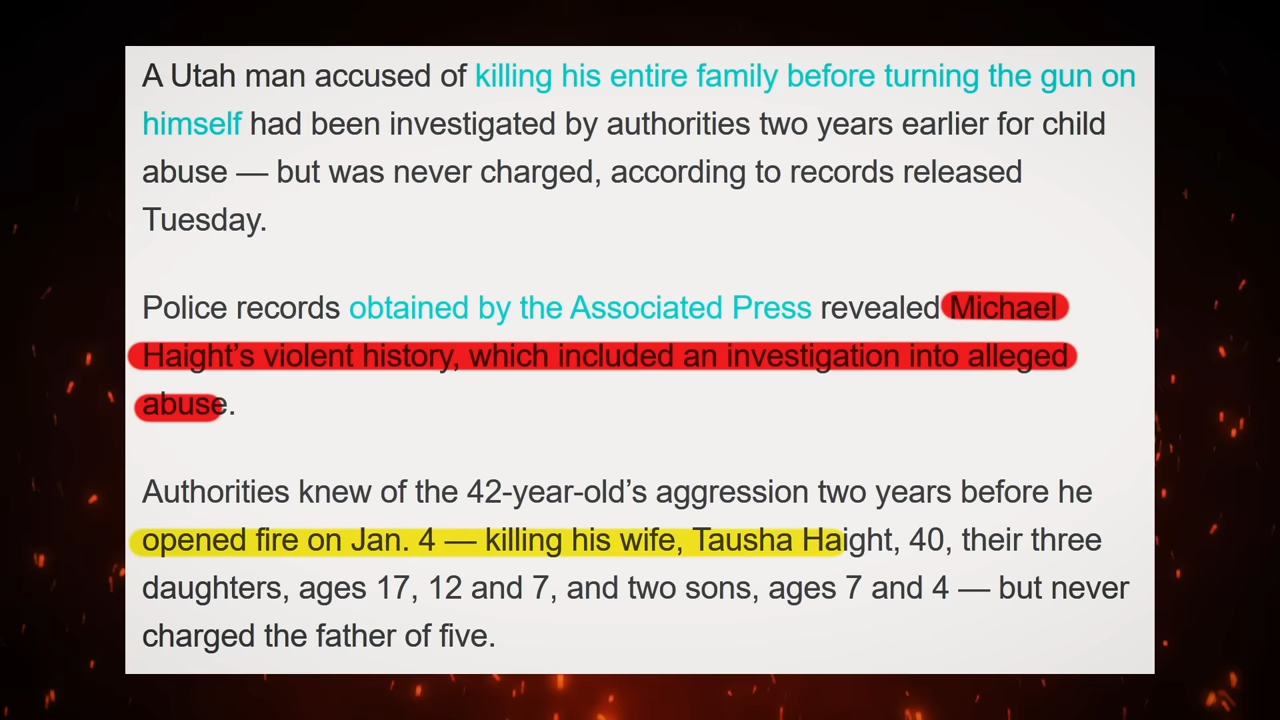 A Utah man accused of killing his entire family before turning the gun on
himself had been investigated by authorities two years earlier for child
abuse — but was never charged, according to records released
Tuesday.
Police records obtained by the Associated Press revealed Michael
Haight’s violent history, which included an investigation into alleged
abuse.
Authorities knew of the 42-year-old’s aggression two years before he
opened fire on Jan. 4 — killing his wife, Tausha Haight, 40, their three
daughters, ages 17, 12 and 7, and two sons, ages 7 and 4 — but never
charged the father of five.